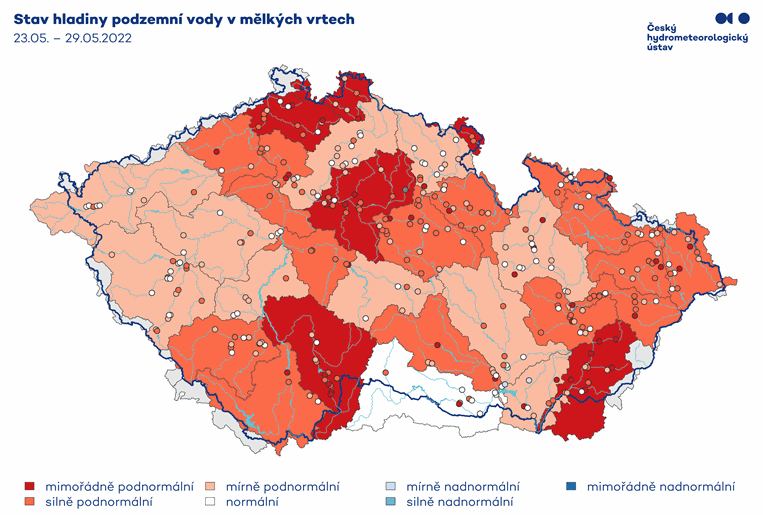 Stav hladiny podzemní vody v mělkých vrtech
23.05. – 29.05.2022
Český
hydrometeorologický
ústav
mimořádně podnormální
mírně podnormální
mírně nadnormální
mimořádně nadnormální
silně podnormální
normální
silně nadnormální